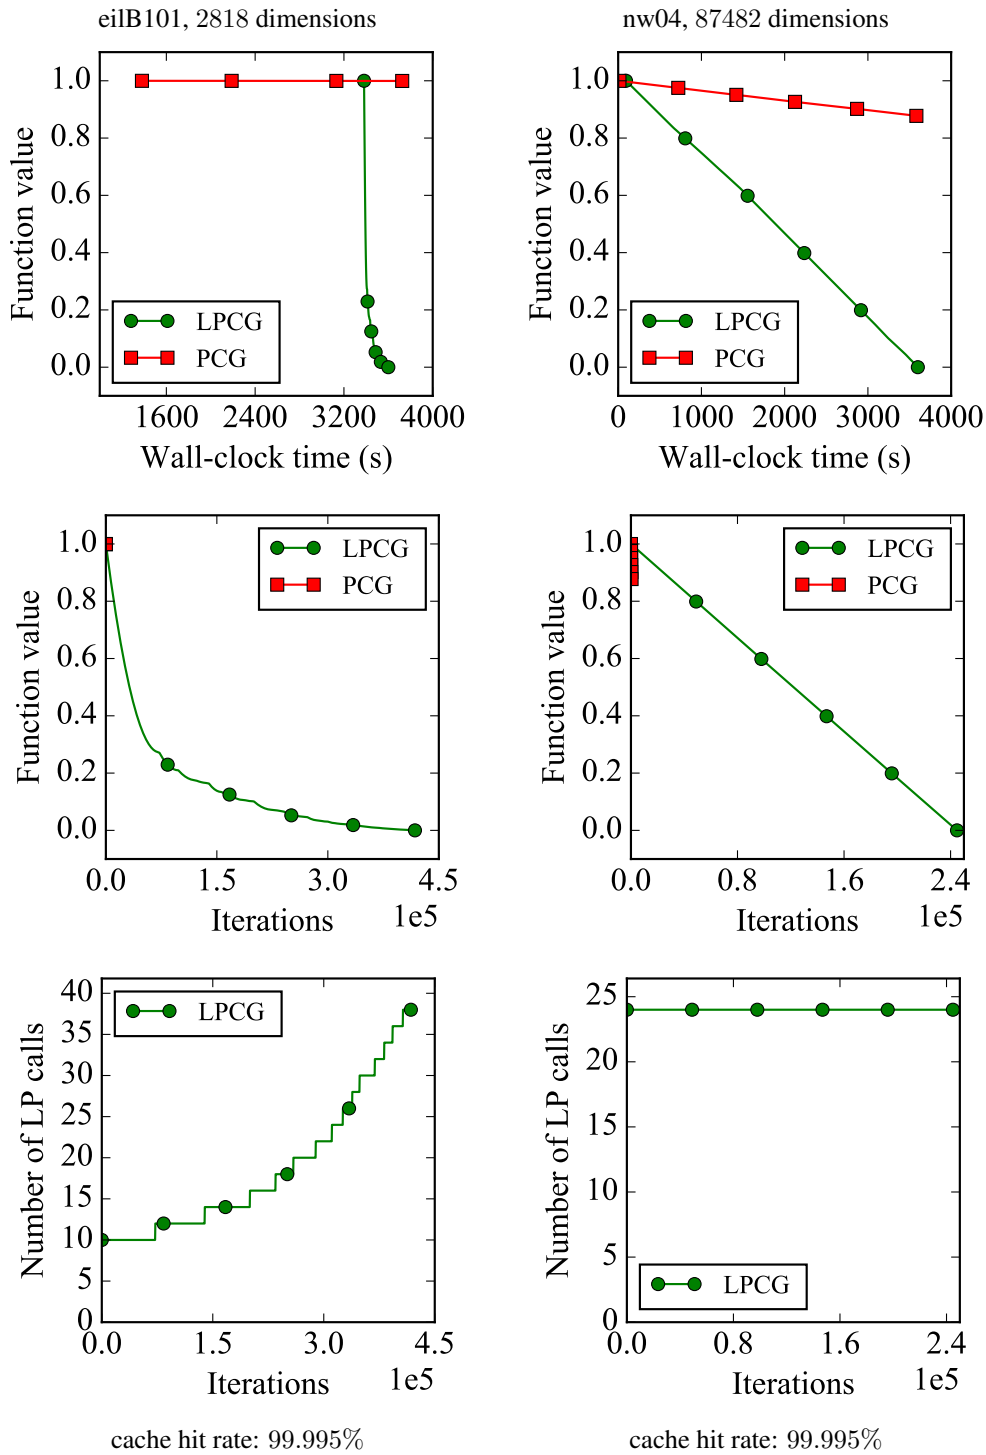 eilB101, 2818 dimensions
1.0
0.8
0.6
0.4
0.2
0.0
Function value
LPCG
PCG
1600 2400 3200 4000
Wall-clock time (s)
nw04, 87482 dimensions
1.0
0.8
0.6
0.4
0.2
0.0
Function value
LPCG
PCG
0 1000 2000 3000 4000
Wall-clock time (s)
1.0
0.8
0.6
0.4
0.2
0.0
Function value
LPCG
PCG
0.0 1.5 3.0 4.5
Iterations 1e5
1.0
0.8
0.6
0.4
0.2
0.0
Function value
LPCG
PCG
0.0 0.8 1.6 2.4
Iterations 1e5
40
35
30
25
20
15
10
5
0
Number of LP calls
LPCG
0.0 1.5 3.0 4.5
Iterations 1e5
cache hit rate: 99.995%
25
20
15
10
5
0
Number of LP calls
LPCG
0.0 0.8 1.6 2.4
Iterations 1e5
cache hit rate: 99.995%